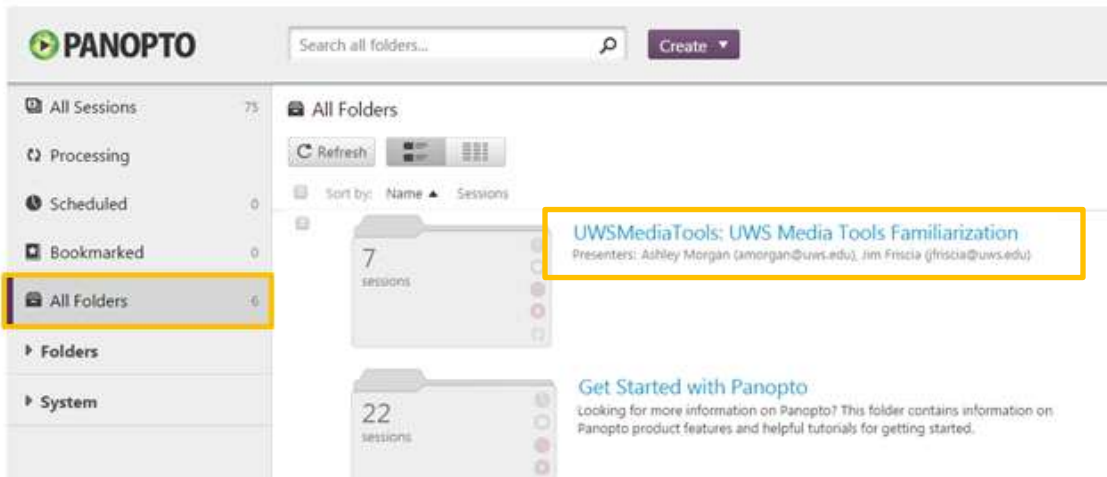 PANOPTO
Search all folders...
Create
All Sessions 75
Processing
Scheduled 0
Bookmarked 0
All Folders 6
Folders
System
All Folders
Refresh
Sort by: Name Sessions
7
sessions
UWSMediaTools: UWS Media Tools Familiarization
Presenters: Ashley Morgan (amorgan@uws.edu), Jim Friscia (jfriscia@uws.edu)
22
sessions
Get Started with Panopto
Looking for more information on Panopto? This folder contains information on
Panopto product features and helpful tutorials for getting started.